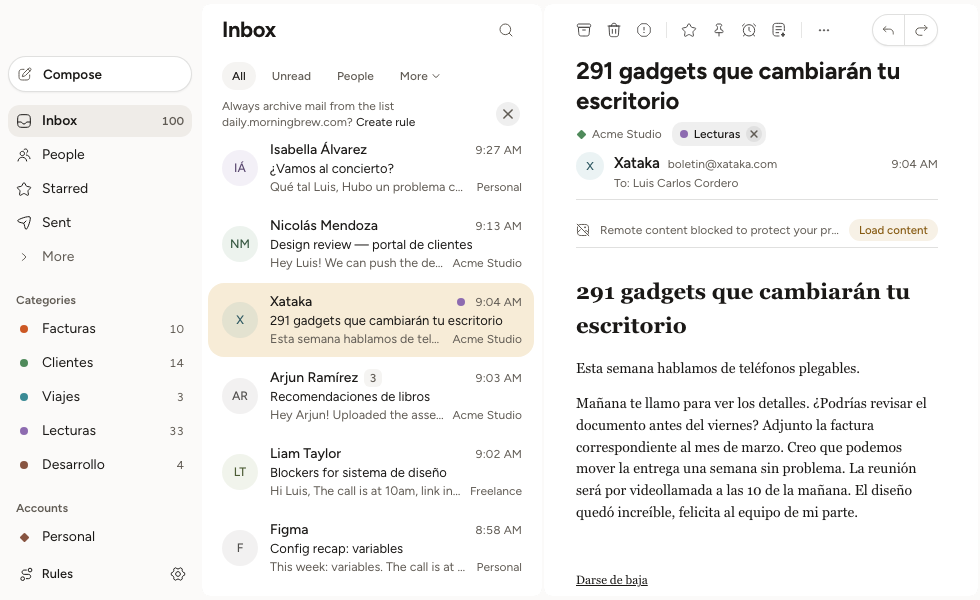 Compose
Inbox 100
People
Starred
Sent
More
Categories
Facturas 10
Clientes 14
Viajes 3
Lecturas 33
Desarrollo 4
Accounts
Personal
Rules
Inbox
All Unread People More
Always archive mail from the list
daily.morningbrew.com? Create rule
IÁ
Isabella Álvarez 9:27 AM
¿Vamos al concierto?
Qué tal Luis, Hubo un problema c... Personal
NM
Nicolás Mendoza 9:13 AM
Design review — portal de clientes
Hey Luis! We can push the de... Acme Studio
X
Xataka 9:04 AM
291 gadgets que cambiarán tu escritorio
Esta semana hablamos de tel... Acme Studio
AR
Arjun Ramírez 3 9:03 AM
Recomendaciones de libros
Hey Arjun! Uploaded the asse... Acme Studio
LT
Liam Taylor 9:02 AM
Blockers for sistema de diseño
Hi Luis, The call is at 10am, link in... Freelance
F
Figma 8:58 AM
Config recap: variables
This week: variables. The call is at ... Personal
291 gadgets que cambiarán tu
escritorio
Acme Studio Lecturas
X
Xataka boletin@xataka.com 9:04 AM
To: Luis Carlos Cordero
Remote content blocked to protect your pr... Load content
291 gadgets que cambiarán tu
escritorio
Esta semana hablamos de teléfonos plegables.
Mañana te llamo para ver los detalles. ¿Podrías revisar el
documento antes del viernes? Adjunto la factura
correspondiente al mes de marzo. Creo que podemos
mover la entrega una semana sin problema. La reunión
será por videollamada a las 10 de la mañana. El diseño
quedó increíble, felicita al equipo de mi parte.
Darse de baja